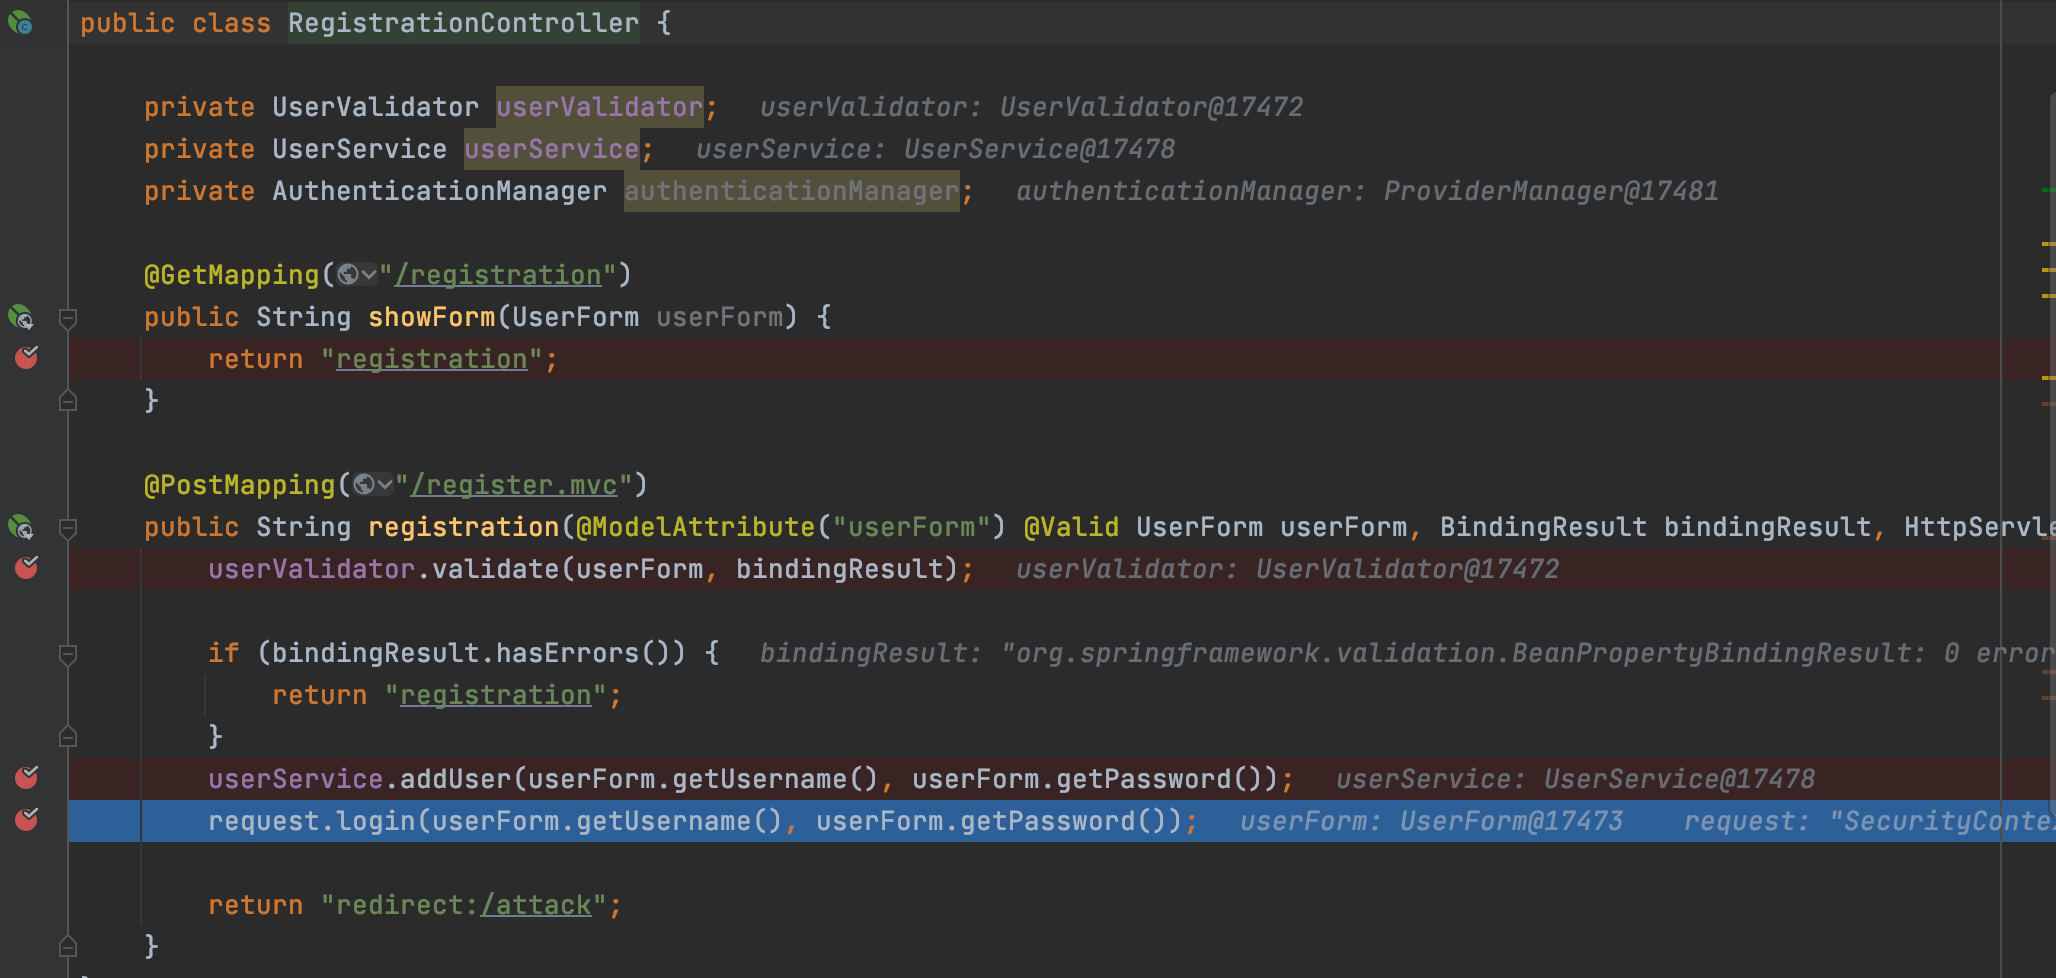 public class RegistrationController {
private UserValidator userValidator; userValidator: UserValidator@17472
private UserService userService; userService: UserService@17478
private AuthenticationManager authenticationManager; authenticationManager: ProviderManager@17481
@GetMapping("/registration")
public String showForm(UserForm userForm) {
return "registration";
}
@PostMapping("/register.mvc")
public String registration(@ModelAttribute("userForm") @Valid UserForm userForm, BindingResult bindingResult, HttpServle
userValidator.validate(userForm, bindingResult); userValidator: UserValidator@17472
if (bindingResult.hasErrors()) { bindingResult: "org.springframework.validation.BeanPropertyBindingResult: 0 error
return "registration";
}
userService.addUser(userForm.getUsername(), userForm.getPassword()); userService: UserService@17478
request.login(userForm.getUsername(), userForm.getPassword()); userForm: UserForm@17473 request: "SecurityConte
return "redirect:/attack";
}